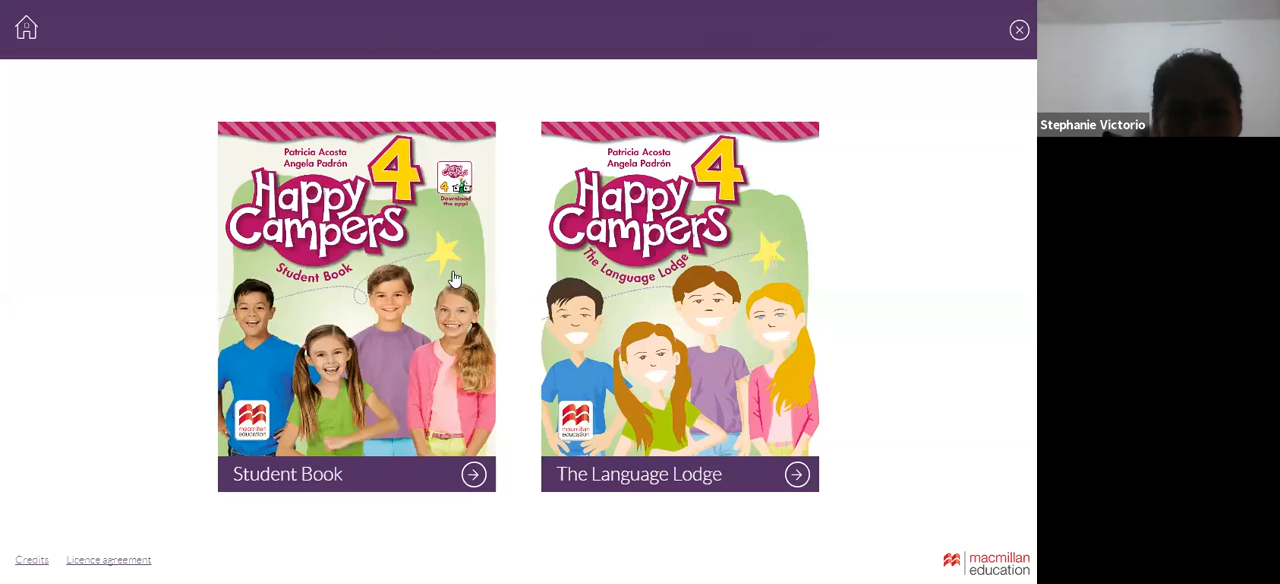 Patricia Acosta
Angela Padrón
4
Happy
Campers
Student Book
4
Download
the app!
macmillan
education
Student Book
Patricia Acosta
Angela Padrón
4
Happy
Campers
The Language Lodge
macmillan
education
The Language Lodge
Stephanie Victorio
Credits
Licence agreement
macmillan
education